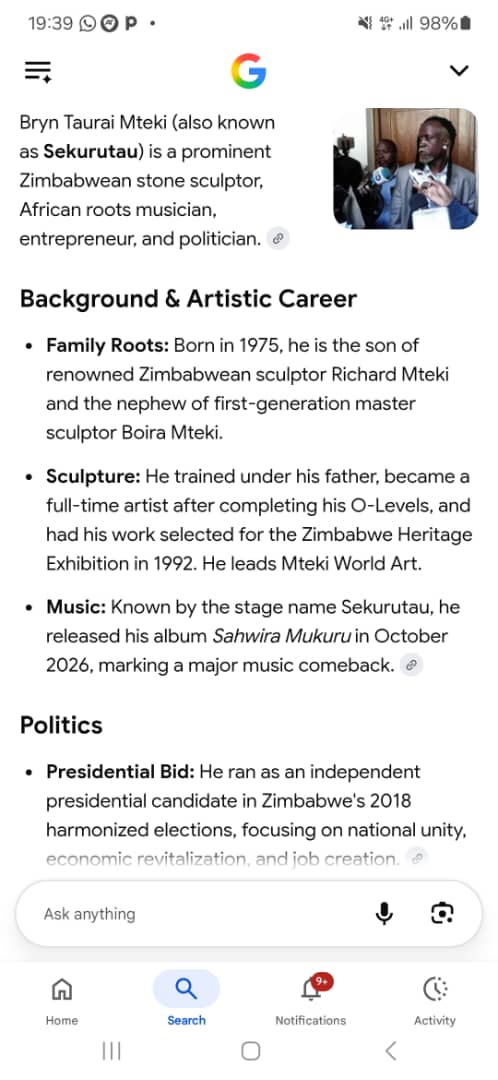 19:39
P
4G+
98%
Bryn Taurai Mteki (also known
as Sekurutau) is a prominent
Zimbabwean stone sculptor,
African roots musician,
entrepreneur, and politician.
Background & Artistic Career
• Family Roots: Born in 1975, he is the son of
renowned Zimbabwean sculptor Richard Mteki
and the nephew of first-generation master
sculptor Boira Mteki.
• Sculpture: He trained under his father, became a
full-time artist after completing his O-Levels, and
had his work selected for the Zimbabwe Heritage
Exhibition in 1992. He leads Mteki World Art.
• Music: Known by the stage name Sekurutau, he
released his album Sahwira Mukuru in October
2026, marking a major music comeback.
Politics
• Presidential Bid: He ran as an independent
presidential candidate in Zimbabwe's 2018
harmonized elections, focusing on national unity,
economic revitalization, and job creation.
Ask anything
9+
Home
Search
Notifications
Activity